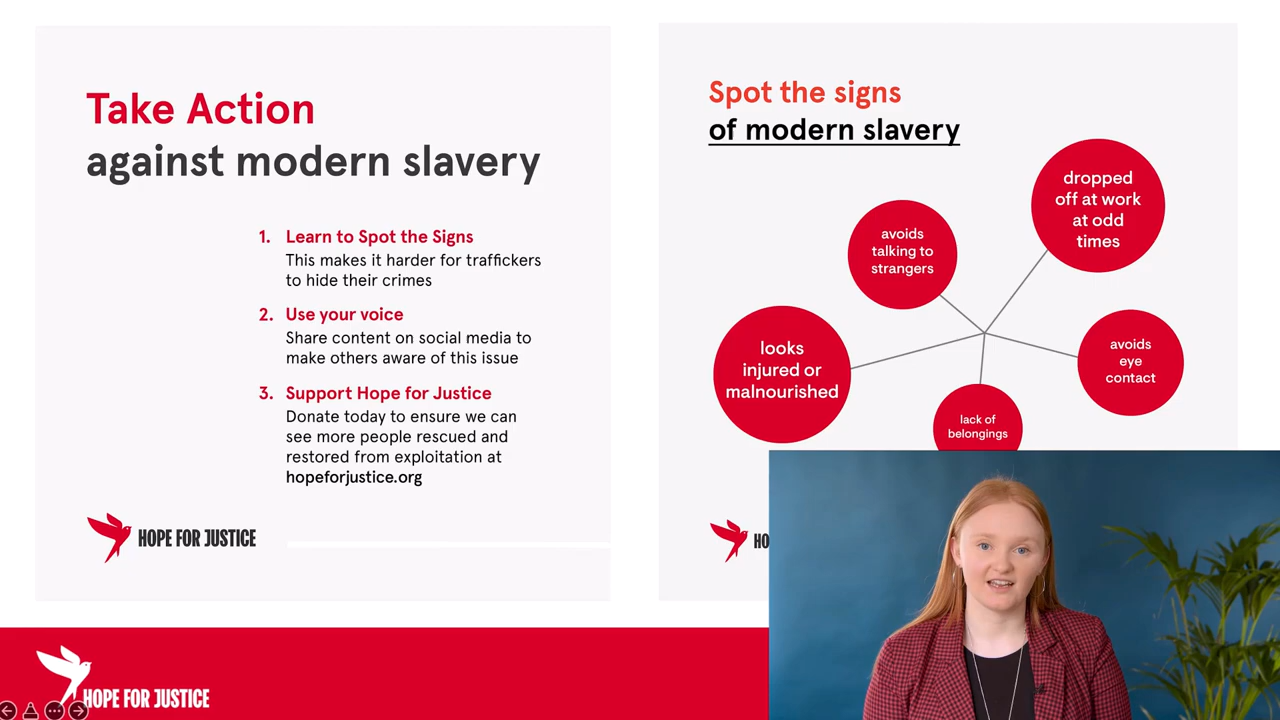 Take Action
against modern slavery
1. Learn to Spot the Signs
This makes it harder for traffickers
to hide their crimes
2. Use your voice
Share content on social media to
make others aware of this issue
3. Support Hope for Justice
Donate today to ensure we can
see more people rescued and
restored from exploitation at
hopeforjustice.org
HOPE FOR JUSTICE
Spot the signs
of modern slavery
dropped
off at work
at odd
times
avoids
talking to
strangers
looks
injured or
malnourished
avoids
eye
contact
lack of
belongings
HO
HOPE FOR JUSTICE